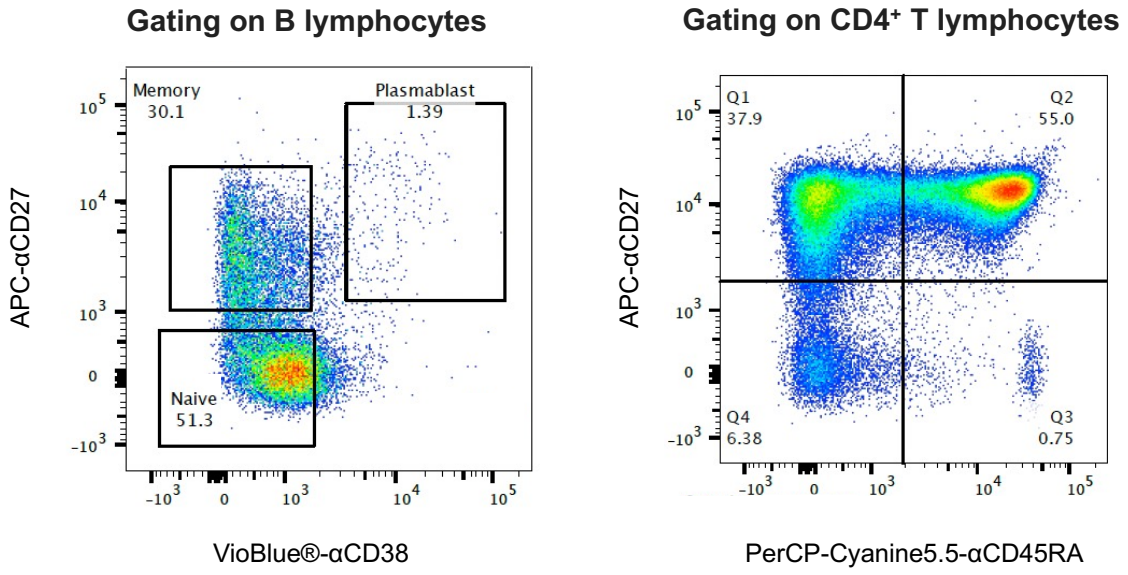 Gating on B lymphocytes
Memory
30.1
Plasmablast
1.39
10⁵
10⁴
10³
0
-10³
Naive
51.3
-10³
0
10³
10⁴
10⁵
APC-αCD27
VioBlue®-αCD38
Gating on CD4⁺ T lymphocytes
Q1
37.9
Q2
55.0
10⁵
10⁴
10³
0
-10³
Q4
6.38
Q3
0.75
-10³
0
10³
10⁴
10⁵
APC-αCD27
PerCP-Cyanine5.5-αCD45RA